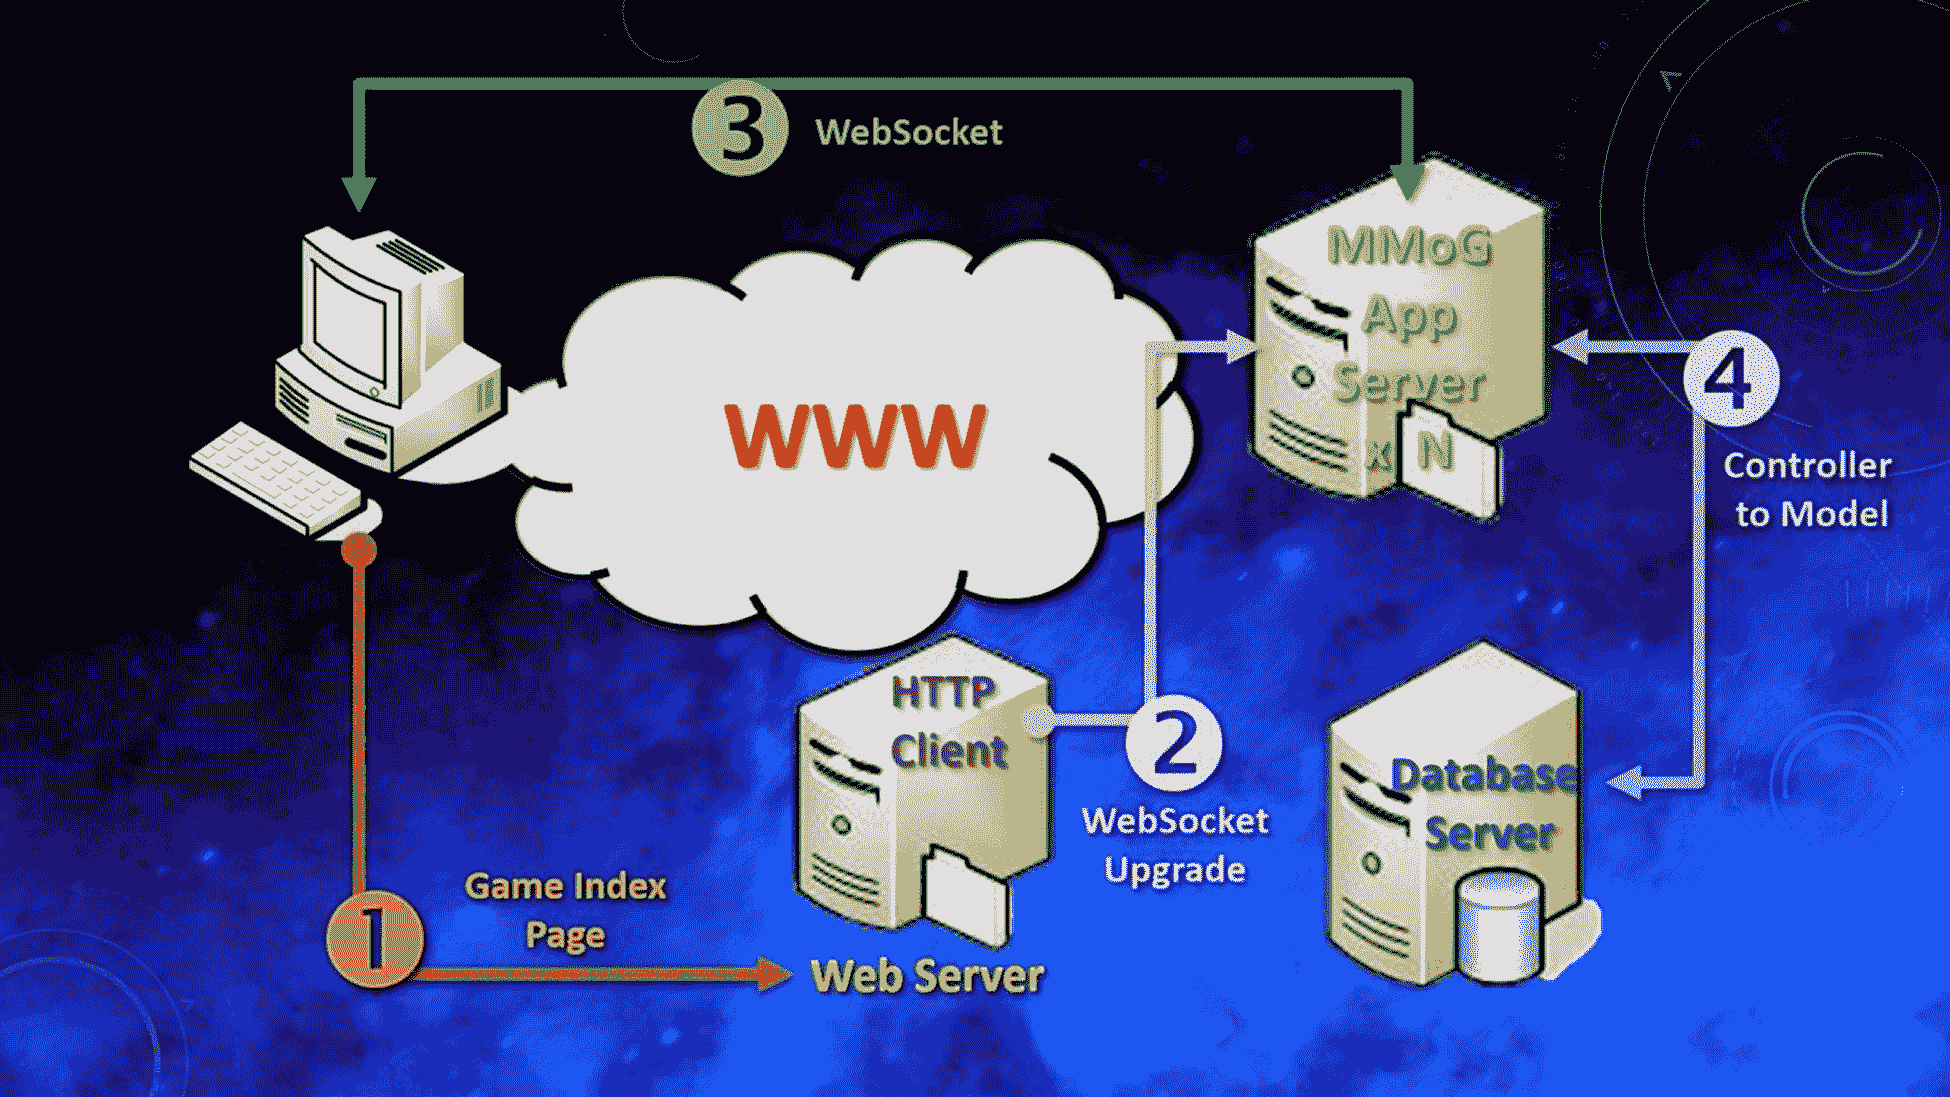 3
WebSocket
MMoG
App
Server
x N
WWW
4
Controller
to Model
HTTP
Client
2
WebSocket
Upgrade
Database
Server
1
Game Index
Page
Web Server